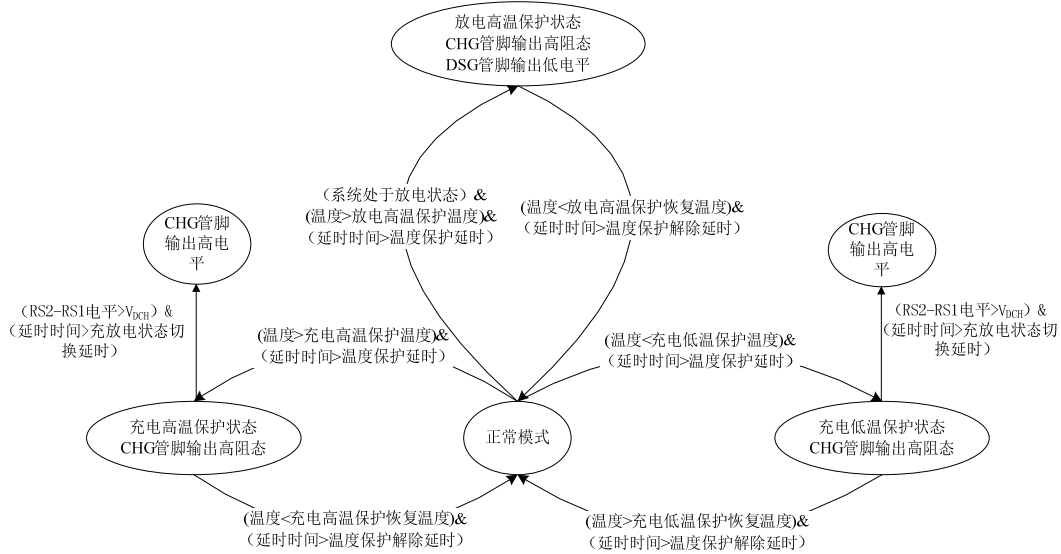 放电高温保护状态
CHG管脚输出高阻态
DSG管脚输出低电平
（系统处于放电状态）&
(温度>放电高温保护温度)&
（延时时间>温度保护延时）
(温度<放电高温保护恢复温度)&
（延时时间>温度保护解除延时）
CHG管脚
输出高电
平
CHG管脚
输出高电
平
（RS2-RS1电平>VDCH）&
（延时时间>充放电状态切
换延时）
（RS2-RS1电平>VDCH）&
（延时时间>充放电状态切
换延时）
(温度>充电高温保护温度)&
（延时时间>温度保护延时）
(温度<充电低温保护温度)&
（延时时间>温度保护延时）
充电高温保护状态
CHG管脚输出高阻态
正常模式
充电低温保护状态
CHG管脚输出高阻态
(温度<充电高温保护恢复温度)&
（延时时间>温度保护解除延时）
(温度>充电低温保护恢复温度)&
（延时时间>温度保护解除延时）